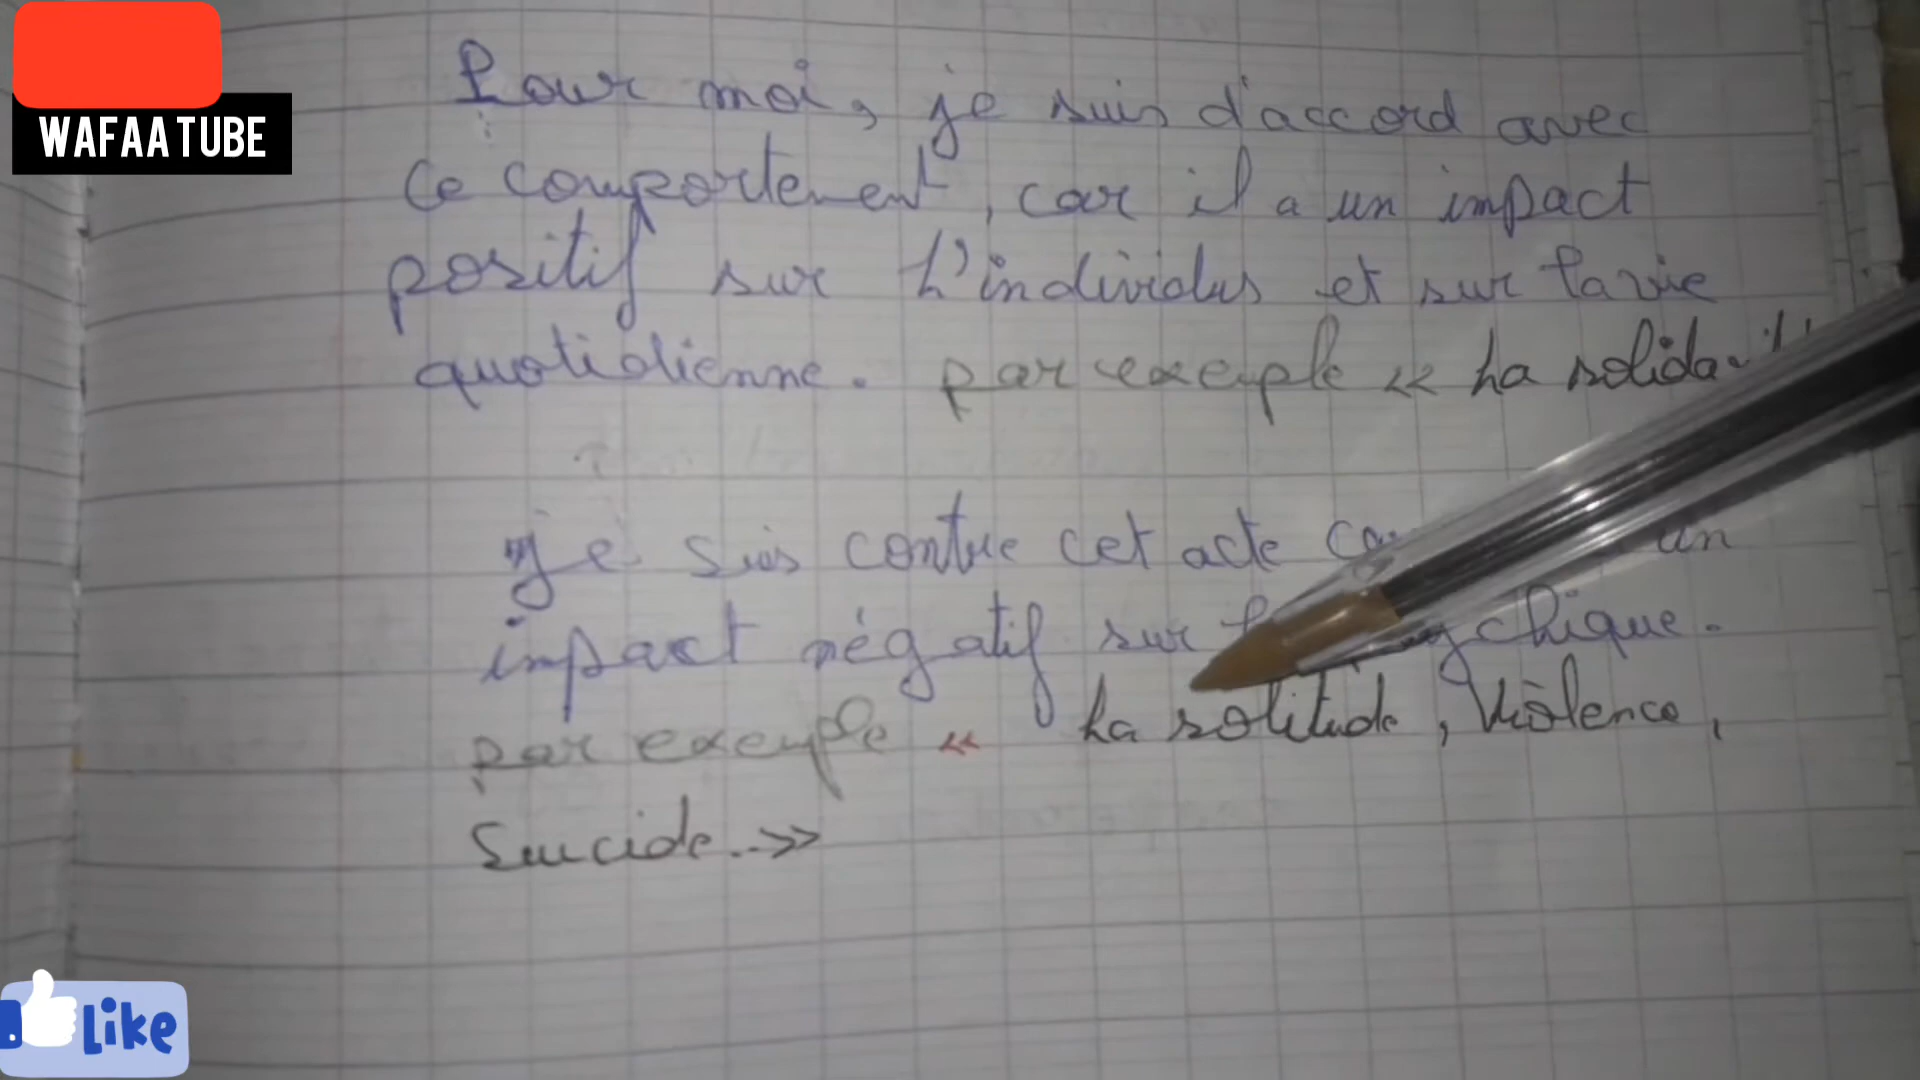 WAFAA TUBE
Pour moi, je suis d'accord avec
ce comportement, car il a un impact
positif sur L'individus et sur la vie
quotidienne. par exemple << La
je suis contre cet acte un
impact négatif sur
par exemple << La solitude, Violence,
Suicide..>>
Like